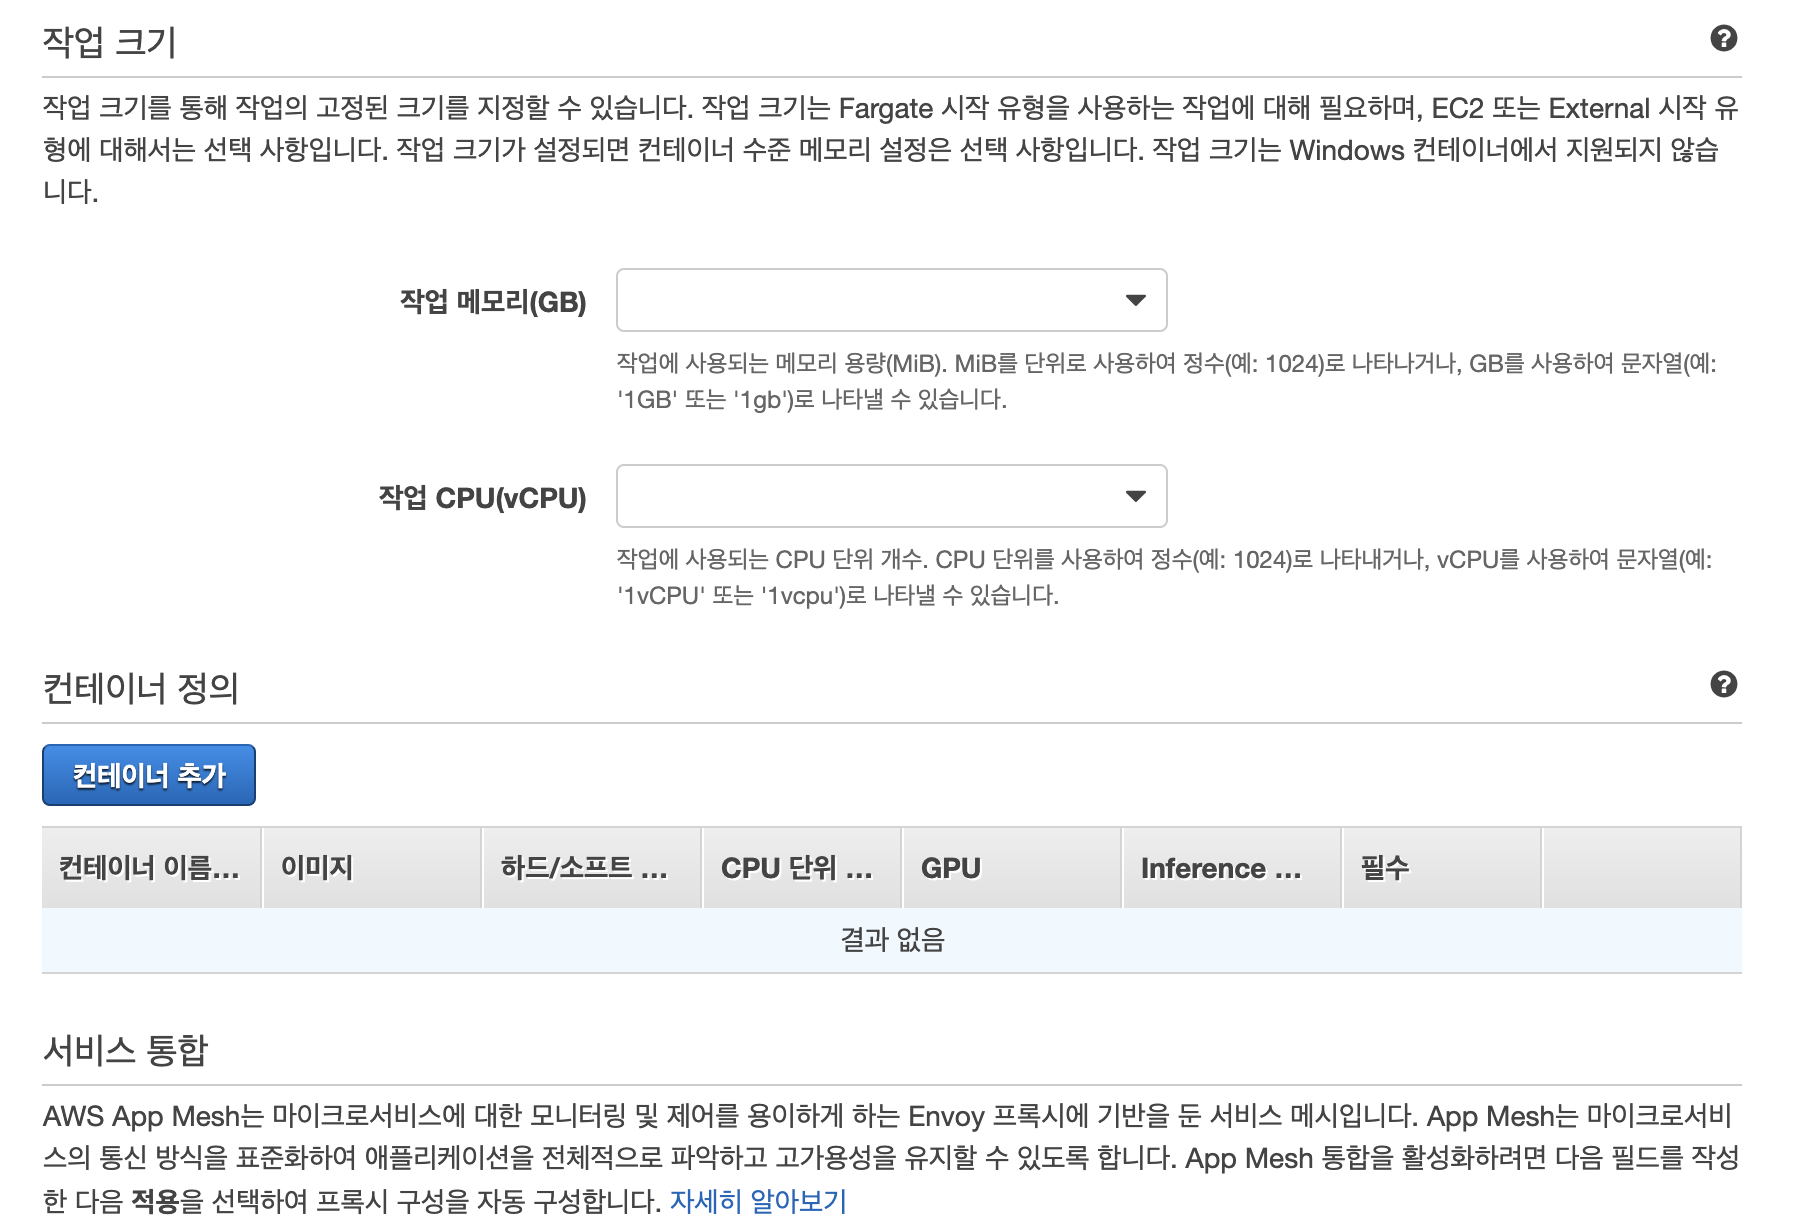 작업 크기
작업 크기를 통해 작업의 고정된 크기를 지정할 수 있습니다. 작업 크기는 Fargate 시작 유형을 사용하는 작업에 대해 필요하며, EC2 또는 External 시작 유
형에 대해서는 선택 사항입니다. 작업 크기가 설정되면 컨테이너 수준 메모리 설정은 선택 사항입니다. 작업 크기는 Windows 컨테이너에서 지원되지 않습
니다.
작업 메모리(GB)
작업에 사용되는 메모리 용량(MiB). MiB를 단위로 사용하여 정수(예: 1024)로 나타나거나, GB를 사용하여 문자열(예:
'1GB' 또는 '1gb')로 나타낼 수 있습니다.
작업 CPU(vCPU)
작업에 사용되는 CPU 단위 개수. CPU 단위를 사용하여 정수(예: 1024)로 나타내거나, vCPU를 사용하여 문자열(예:
'1vCPU' 또는 '1vcpu')로 나타낼 수 있습니다.
컨테이너 정의
컨테이너 추가
컨테이너 이름... 이미지 하드/소프트 ... CPU 단위 ... GPU Inference ... 필수
결과 없음
서비스 통합
AWS App Mesh는 마이크로서비스에 대한 모니터링 및 제어를 용이하게 하는 Envoy 프록시에 기반을 둔 서비스 메시입니다. App Mesh는 마이크로서비
스의 통신 방식을 표준화하여 애플리케이션을 전체적으로 파악하고 고가용성을 유지할 수 있도록 합니다. App Mesh 통합을 활성화하려면 다음 필드를 작성
한 다음 적용을 선택하여 프록시 구성을 자동 구성합니다. 자세히 알아보기